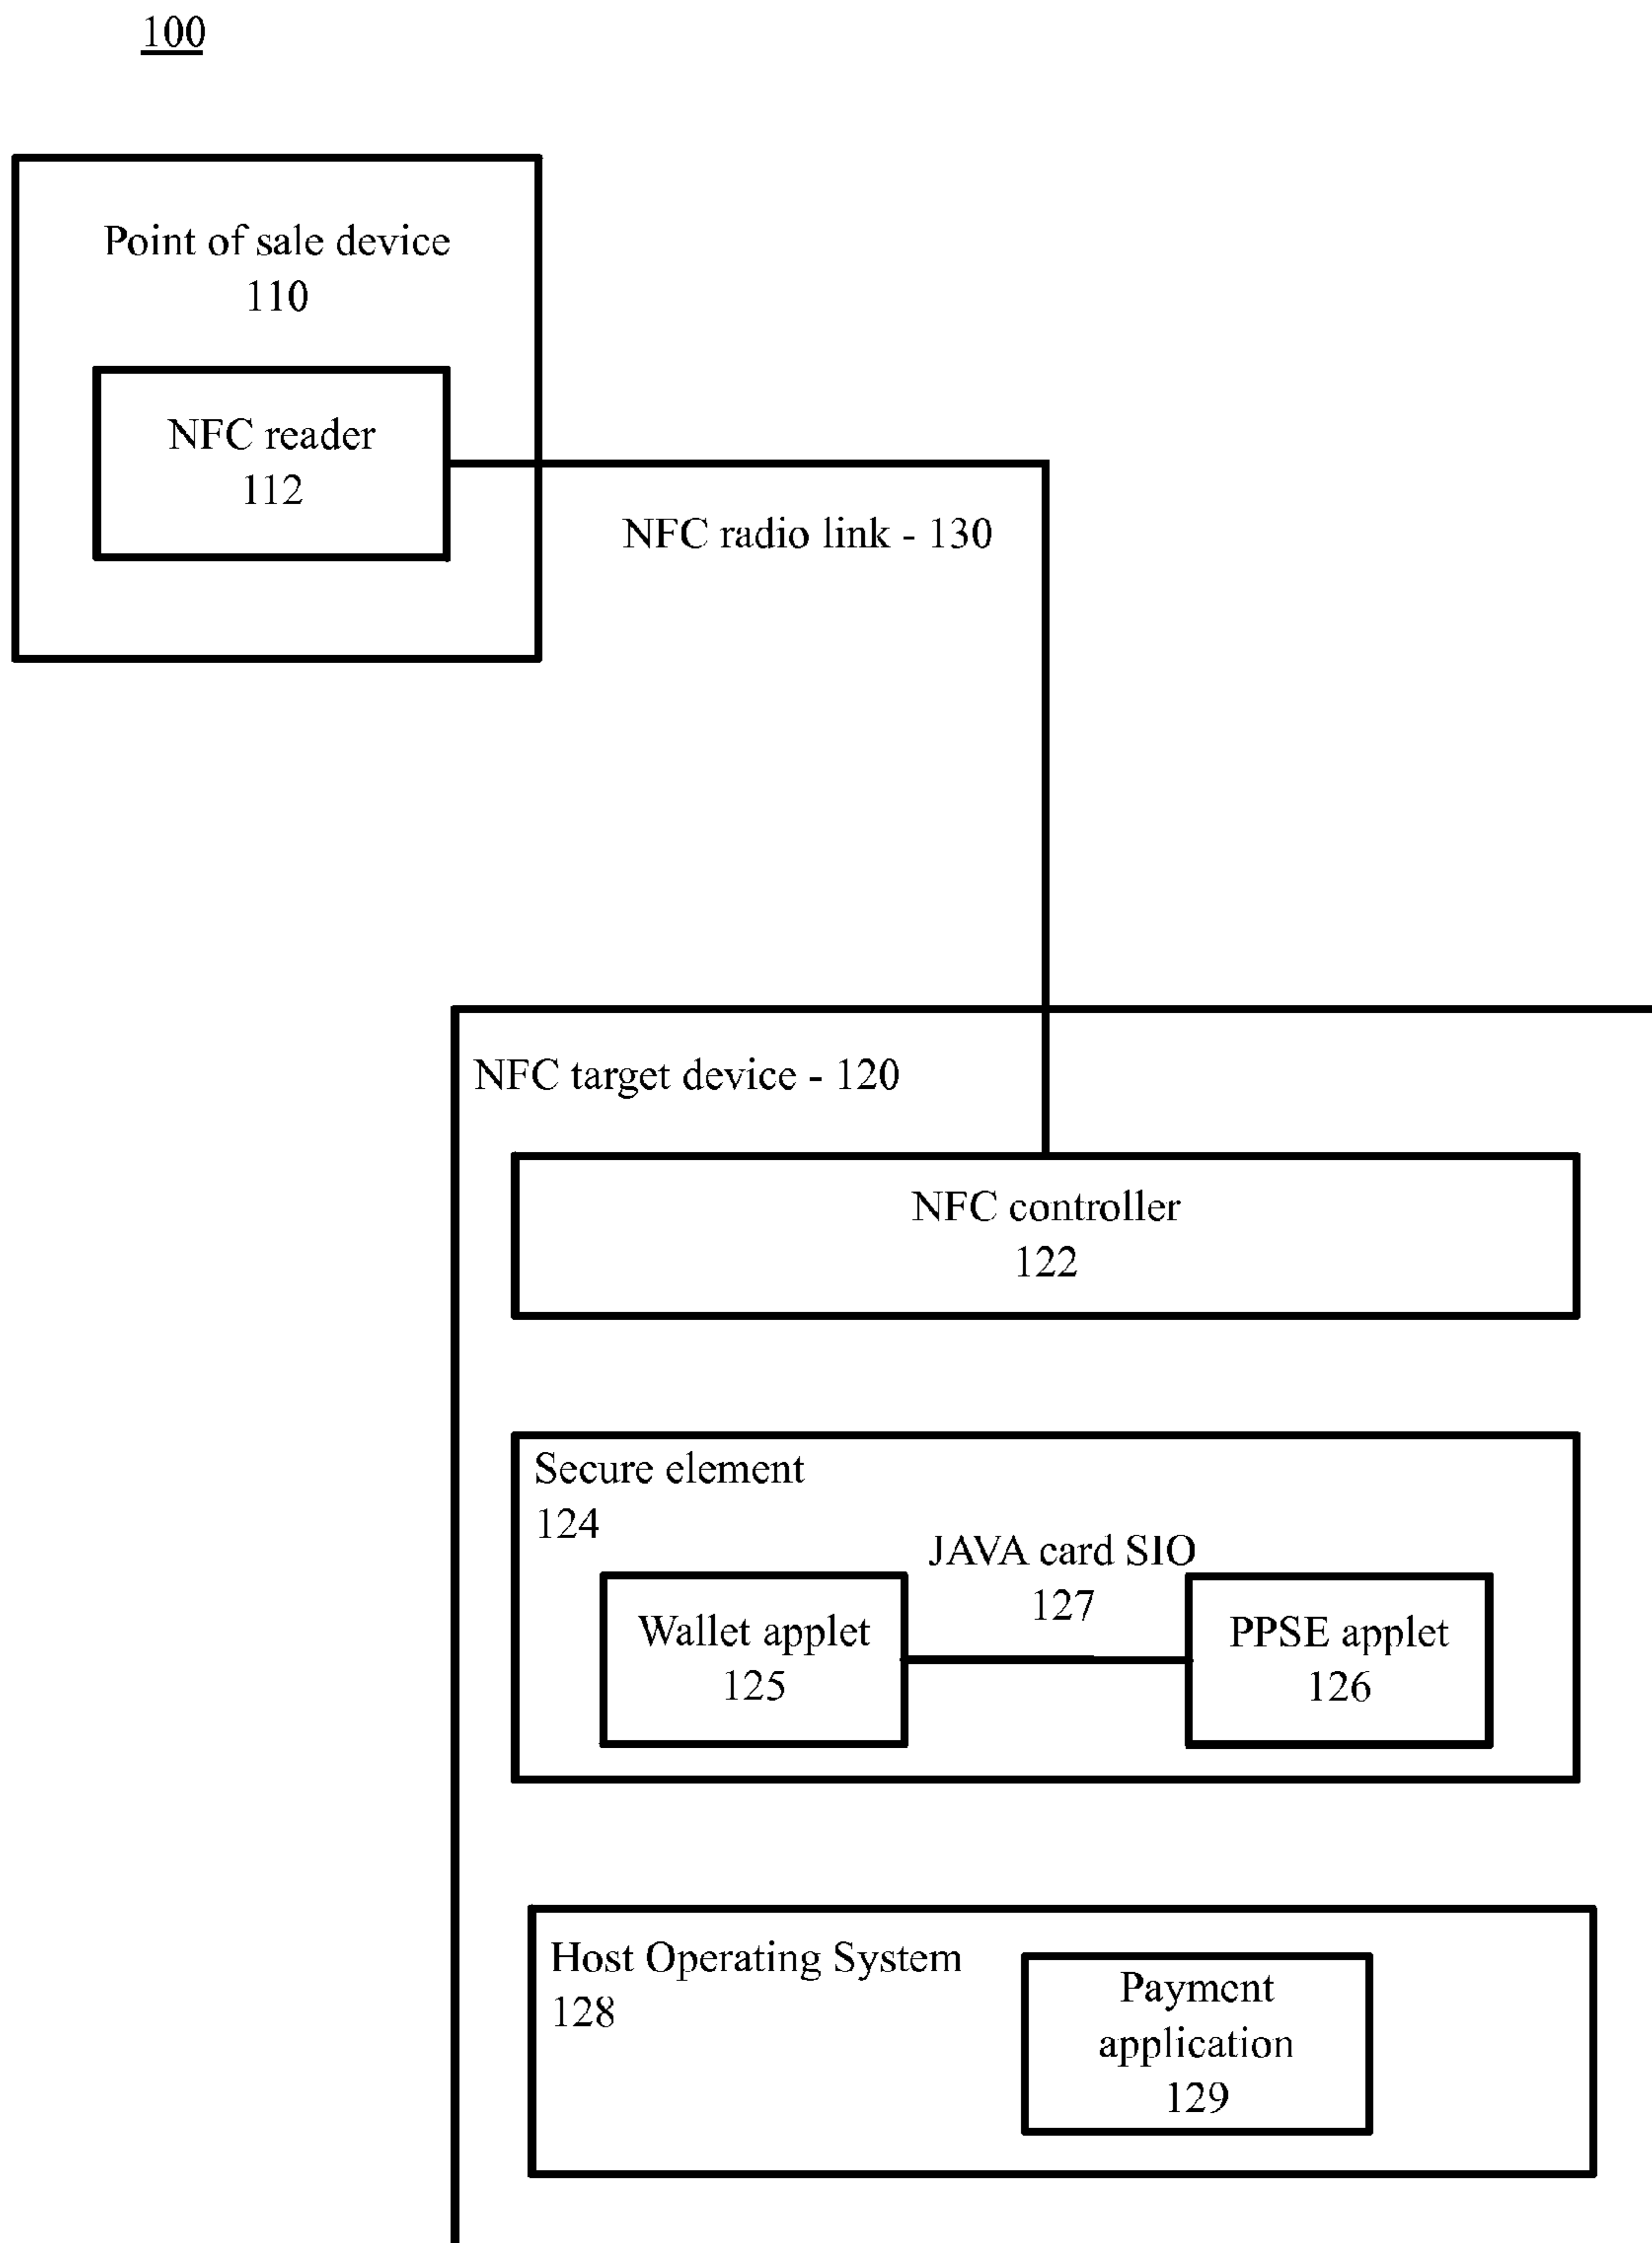 100
Point of sale device
110
NFC reader
112
NFC radio link - 130
NFC target device - 120
NFC controller
122
Secure element
124
JAVA card SIO
127
Wallet applet
125
PPSE applet
126
Host Operating System
128
Payment
application
129